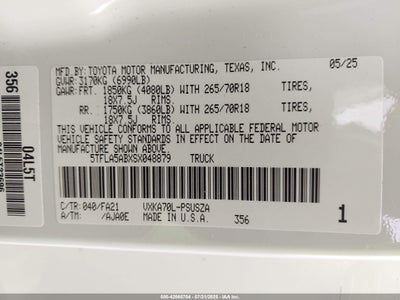 MFD. BY: TOYOTA MOTOR MANUFACTURING, TEXAS, INC. 05/25
GVWR: 3170KG (6990LB)
GAWR: FRT. 1850KG (4080LB) WITH 265/70R18 TIRES,
18X7.5J RIMS.
RR. 1750KG (3860LB) WITH 265/70R18 TIRES,
18X7.5J RIMS.
THIS VEHICLE CONFORMS TO ALL APPLICABLE FEDERAL MOTOR
VEHICLE SAFETY STANDARDS IN EFFECT ON THE DATE OF
MANUFACTURE SHOWN ABOVE.
5TFLA5ABXSX048879 TRUCK
C/TR: 040/FA21 VXKA70L-PSUSZA
A/TM: /AJA0E MADE IN U.S.A. 356 1
356
0415T